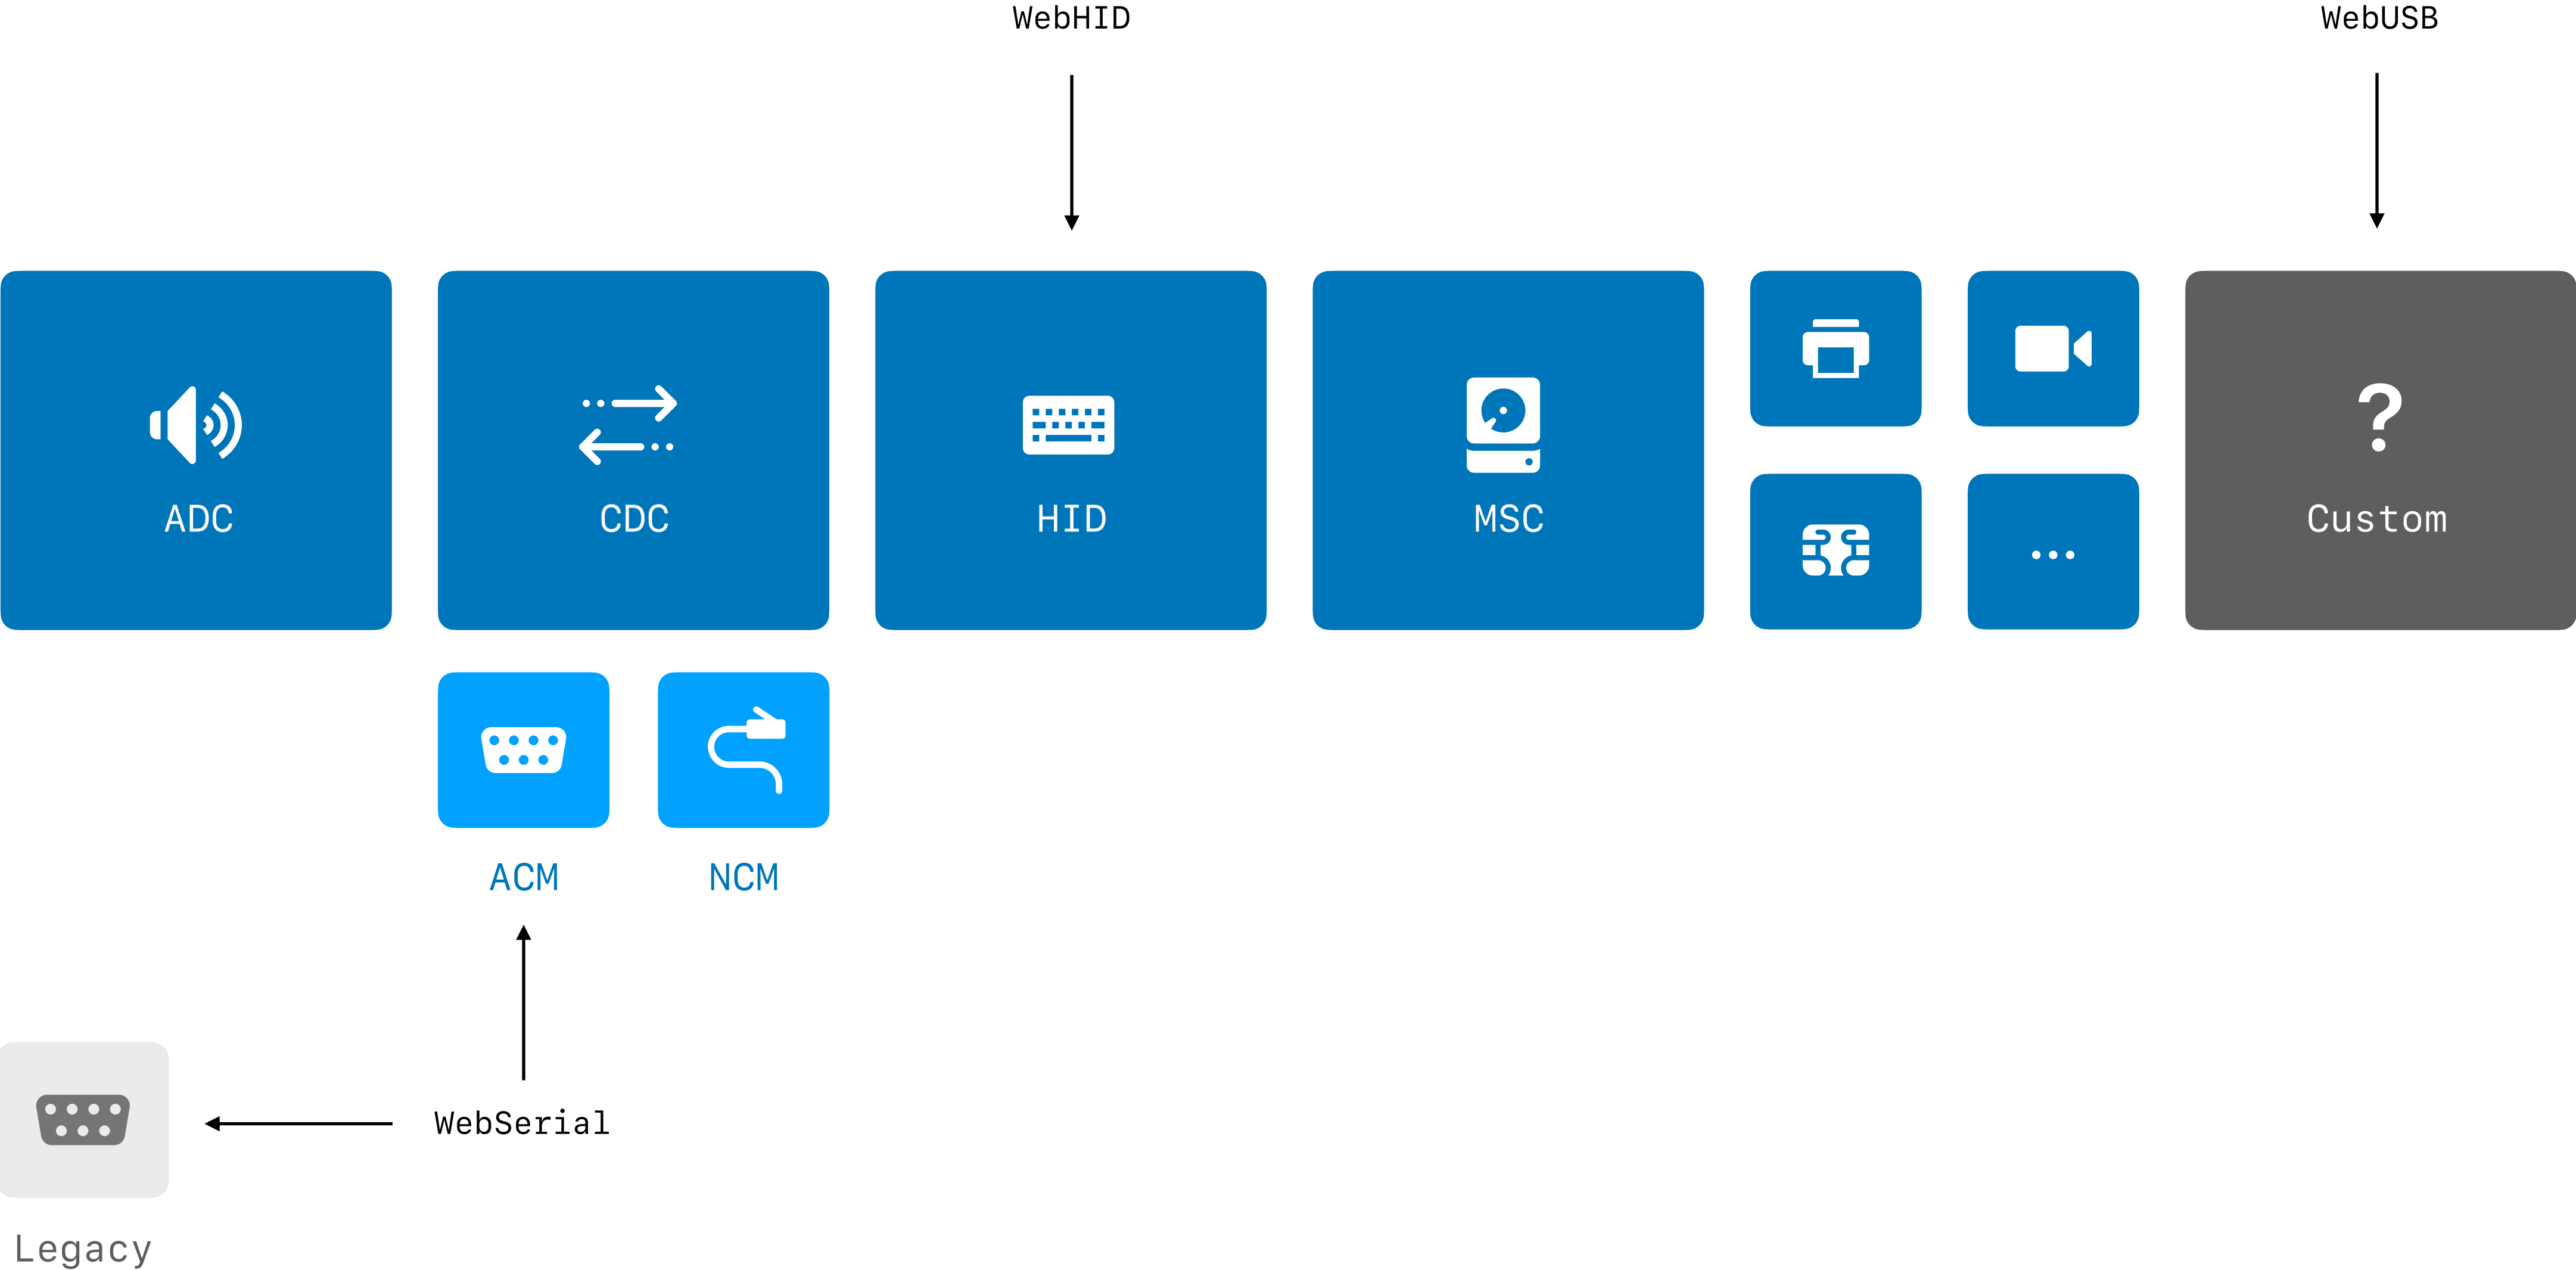 WebHID
WebUSB
ADC
CDC
HID
MSC
?
Custom
ACM
NCM
WebSerial
Legacy